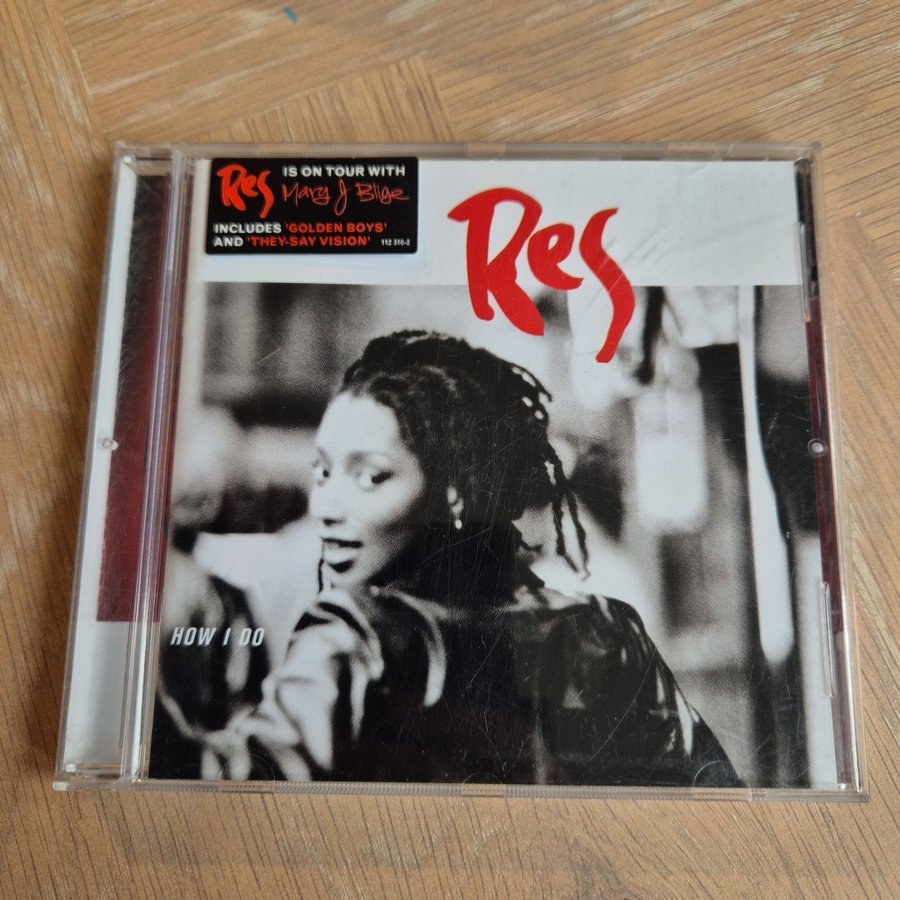 Res IS ON TOUR WITH
Mary J Blige
INCLUDES 'GOLDEN BOYS'
AND 'THEY-SAY VISION' 112 310-2
Res
HOW I DO